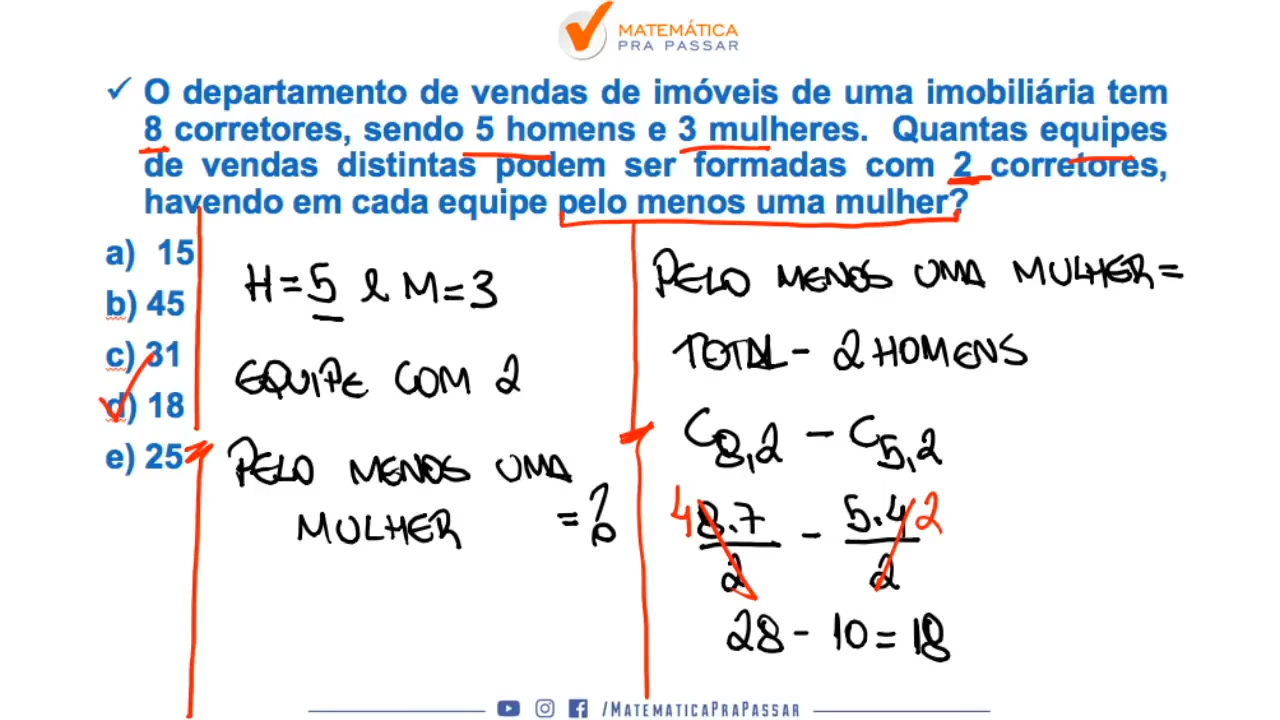 MATEMÁTICA
PRA PASSAR
✓ O departamento de vendas de imóveis de uma imobiliária tem
8 corretores, sendo 5 homens e 3 mulheres. Quantas equipes
de vendas distintas podem ser formadas com 2 corretores,
havendo em cada equipe pelo menos uma mulher?
a) 15
b) 45
c) 31
d) 18
e) 25
H = 5 & M = 3
EQUIPE COM 2
PELO MENOS UMA
MULHER = ?
PELO MENOS UMA MULHER =
TOTAL - 2 HOMENS
C8,2 - C5,2
4 8.7/2 - 5.4/2 2
28 - 10 = 18
/MATEMATICAPRAPASSAR